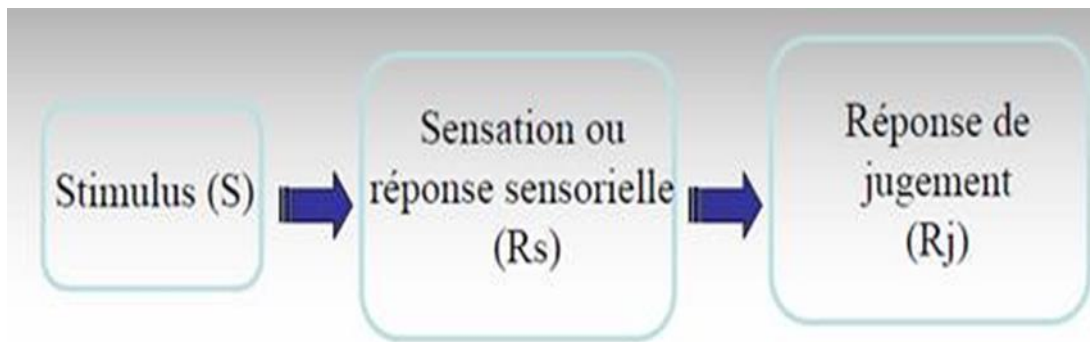 Stimulus (S)
Sensation ou
réponse sensorielle
(Rs)
Réponse de
jugement
(Rj)